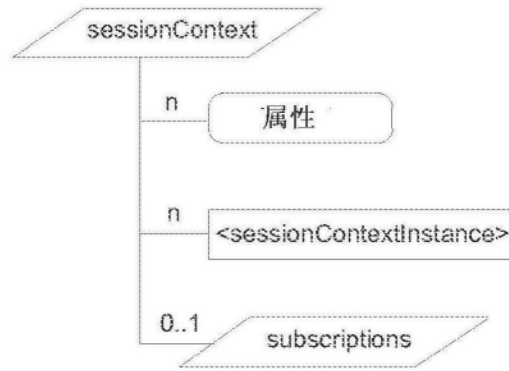 sessionContext
n
属性
n
<sessionContextInstance>
0..1
subscriptions